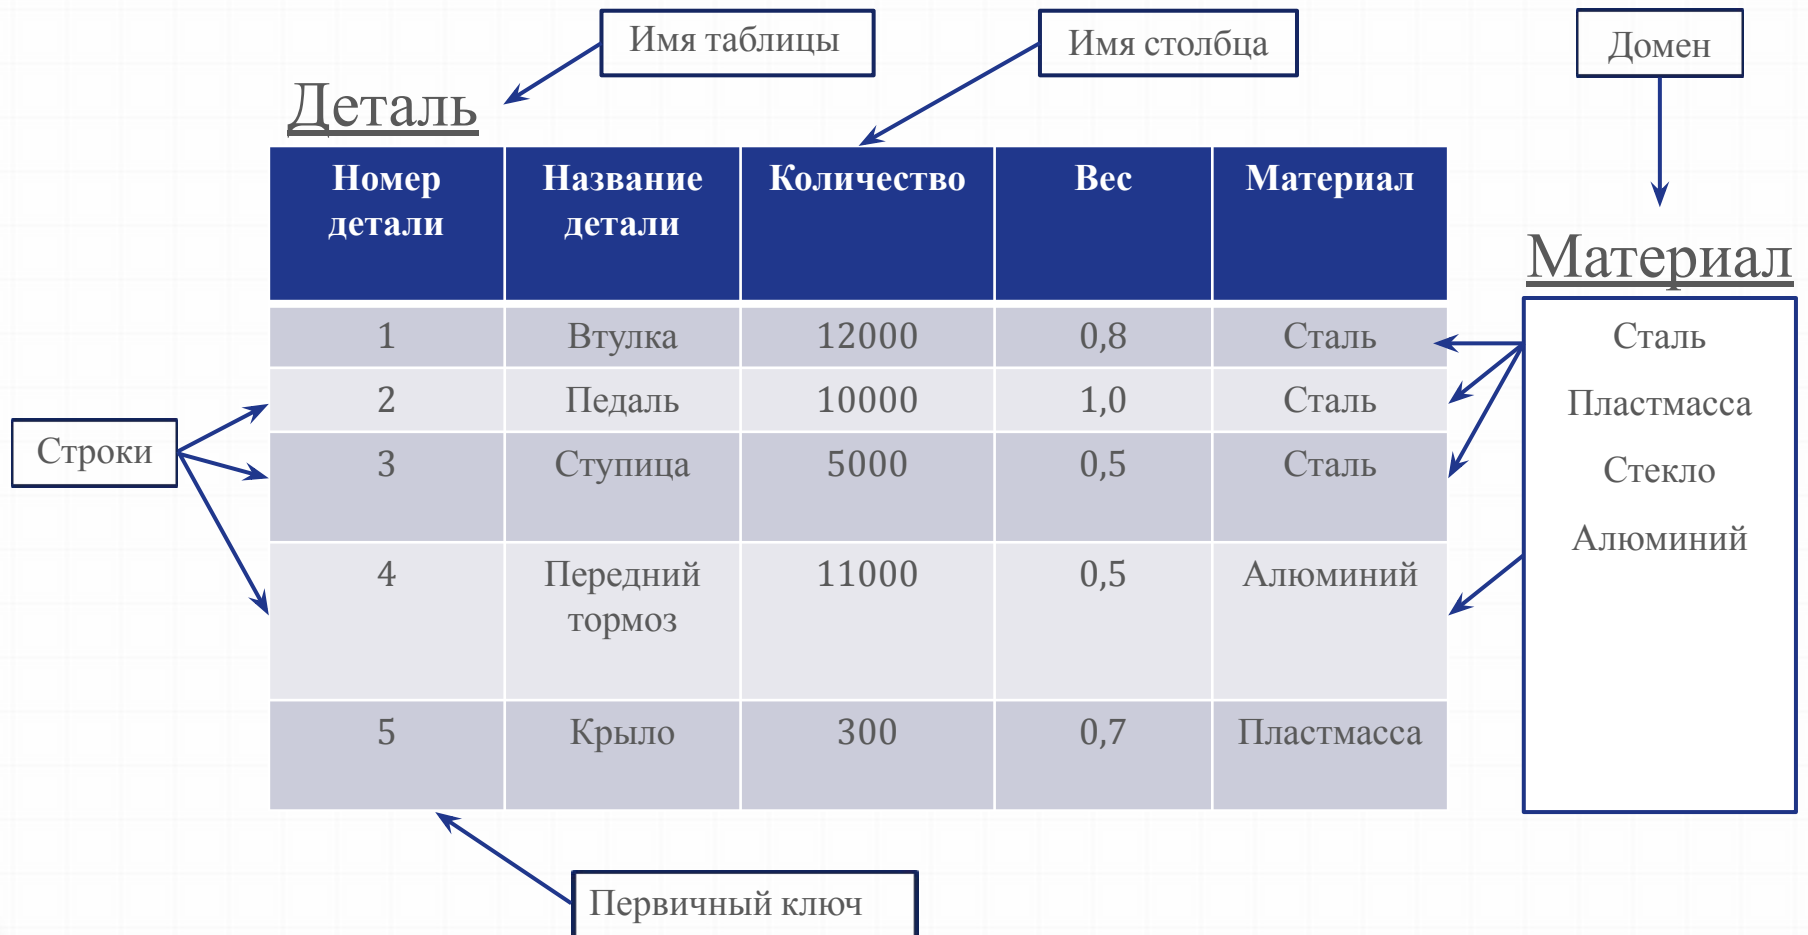 Имя таблицы
Имя столбца
Домен
Деталь
Номер детали Название детали Количество Вес Материал
Материал
1 Втулка 12000 0,8 Сталь
2 Педаль 10000 1,0 Сталь
3 Ступица 5000 0,5 Сталь
4 Передний тормоз 11000 0,5 Алюминий
5 Крыло 300 0,7 Пластмасса
Сталь
Пластмасса
Стекло
Алюминий
Строки
Первичный ключ